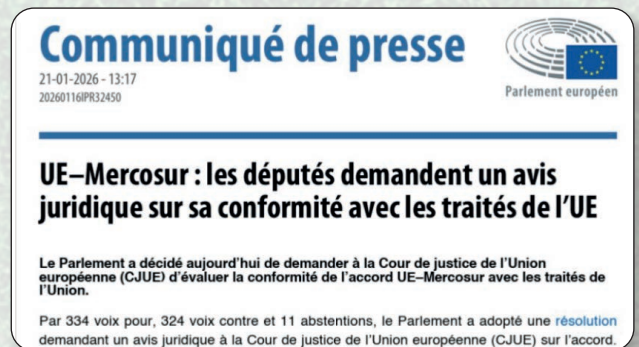 Communiqué de presse
21-01-2026 - 13:17
20260116IPR32450
Parlement européen
UE–Mercosur : les députés demandent un avis
juridique sur sa conformité avec les traités de l'UE
Le Parlement a décidé aujourd'hui de demander à la Cour de justice de l'Union
européenne (CJUE) d'évaluer la conformité de l'accord UE–Mercosur avec les traités de
l'Union.
Par 334 voix pour, 324 voix contre et 11 abstentions, le Parlement a adopté une résolution
demandant un avis juridique à la Cour de justice de l'Union européenne (CJUE) sur l'accord.